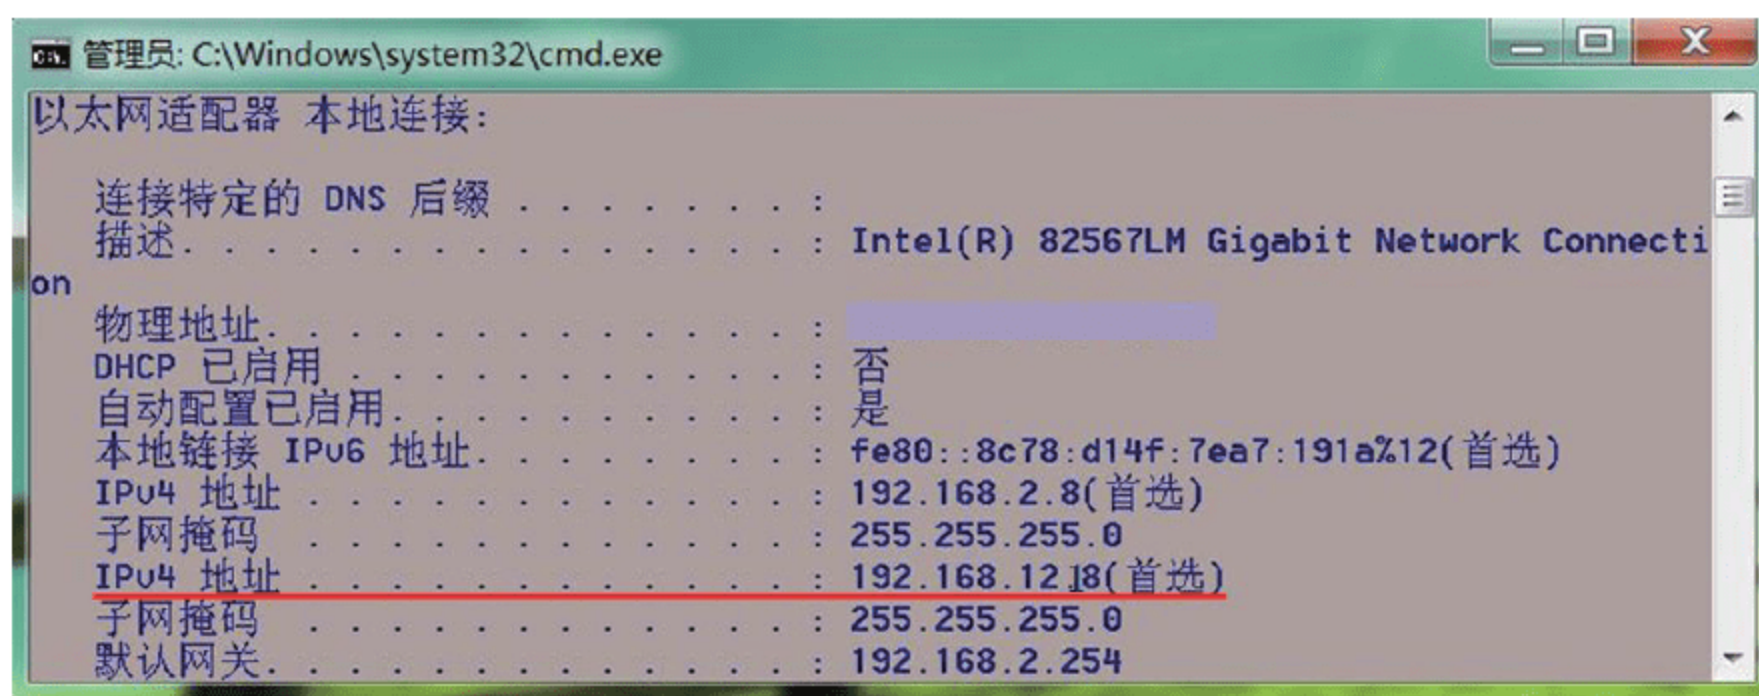 管理员: C:\Windows\system32\cmd.exe
以太网适配器 本地连接:
连接特定的 DNS 后缀 . . . . . . . :
描述. . . . . . . . . . . . . . . : Intel(R) 82567LM Gigabit Network Connecti
on
物理地址. . . . . . . . . . . . . :
DHCP 已启用 . . . . . . . . . . . : 否
自动配置已启用. . . . . . . . . . : 是
本地链接 IPv6 地址. . . . . . . . : fe80::8c78:d14f:7ea7:191a%12(首选)
IPv4 地址 . . . . . . . . . . . . : 192.168.2.8(首选)
子网掩码  . . . . . . . . . . . . : 255.255.255.0
IPv4 地址 . . . . . . . . . . . . : 192.168.12.8(首选)
子网掩码  . . . . . . . . . . . . : 255.255.255.0
默认网关. . . . . . . . . . . . . : 192.168.2.254